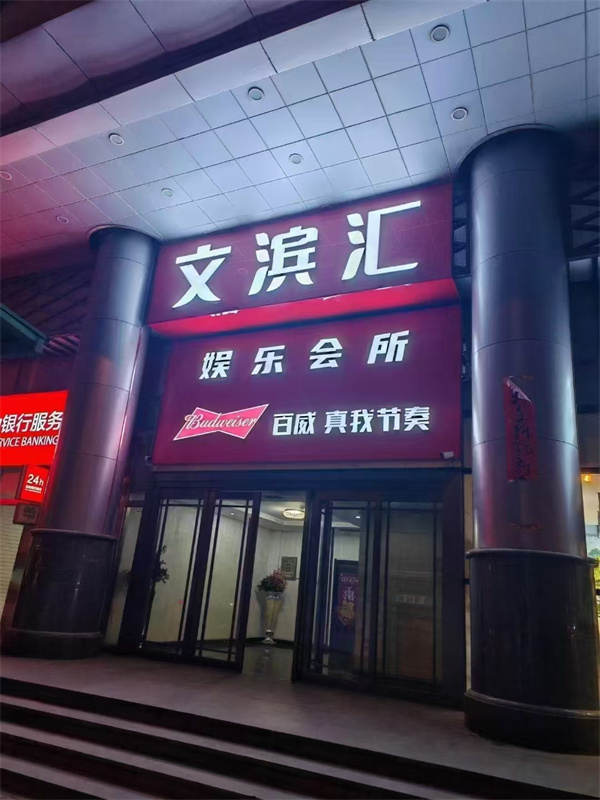 文滨汇
娱乐会所
Budweiser 百威 真我节奏
银行服务
SERVICE BANKING
24h